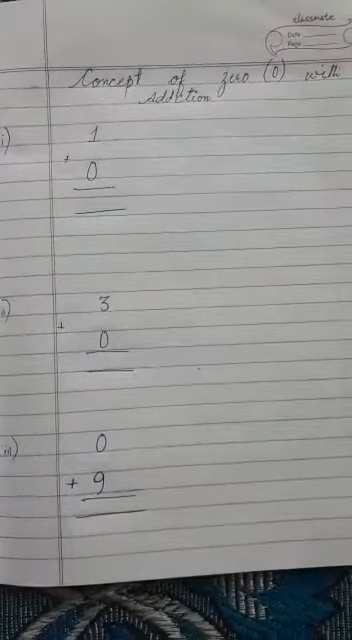 classmate
Date
Page
Concept of zero (0) with
Addition
i) 1
+
0
ii) 3
+
0
iii) 0
+ 9